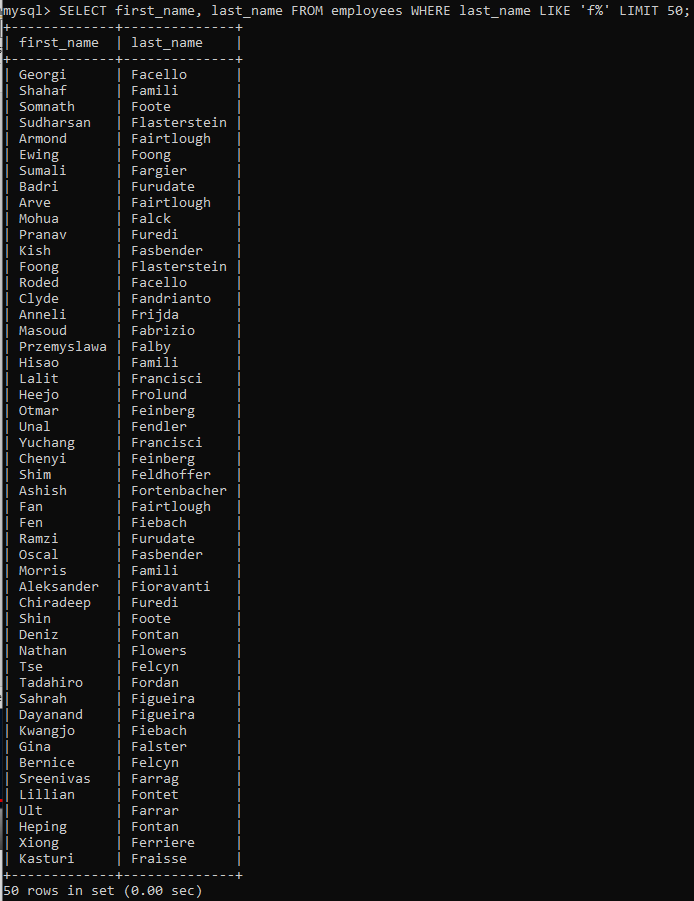 mysql> SELECT first_name, last_name FROM employees WHERE last_name LIKE 'f%' LIMIT 50;
+-------------+--------------+
| first_name  | last_name    |
+-------------+--------------+
| Georgi      | Facello      |
| Shahaf      | Famili       |
| Somnath     | Foote        |
| Sudharsan   | Flasterstein |
| Armond      | Fairtlough   |
| Ewing       | Foong        |
| Sumali      | Fargier      |
| Badri       | Furudate     |
| Arve        | Fairtlough   |
| Mohua       | Falck        |
| Pranav      | Furedi       |
| Kish        | Fasbender    |
| Foong       | Flasterstein |
| Roded       | Facello      |
| Clyde       | Fandrianto   |
| Anneli      | Frijda       |
| Masoud      | Fabrizio     |
| Przemyslawa | Falby        |
| Hisao       | Famili       |
| Lalit       | Francisci    |
| Heejo       | Frolund      |
| Otmar       | Feinberg     |
| Unal        | Fendler      |
| Yuchang     | Francisci    |
| Chenyi      | Feinberg     |
| Shim        | Feldhoffer   |
| Ashish      | Fortenbacher |
| Fan         | Fairtlough   |
| Fen         | Fiebach      |
| Ramzi       | Furudate     |
| Oscal       | Fasbender    |
| Morris      | Famili       |
| Aleksander  | Fioravanti   |
| Chiradeep   | Furedi       |
| Shin        | Foote        |
| Deniz       | Fontan       |
| Nathan      | Flowers      |
| Tse         | Felcyn       |
| Tadahiro    | Fordan       |
| Sahrah      | Figueira     |
| Dayanand    | Figueira     |
| Kwangjo     | Fiebach      |
| Gina        | Falster      |
| Bernice     | Felcyn       |
| Sreenivas   | Farrag       |
| Lillian     | Fontet       |
| Ult         | Farrar       |
| Heping      | Fontan       |
| Xiong       | Ferriere     |
| Kasturi     | Fraisse      |
+-------------+--------------+
50 rows in set (0.00 sec)